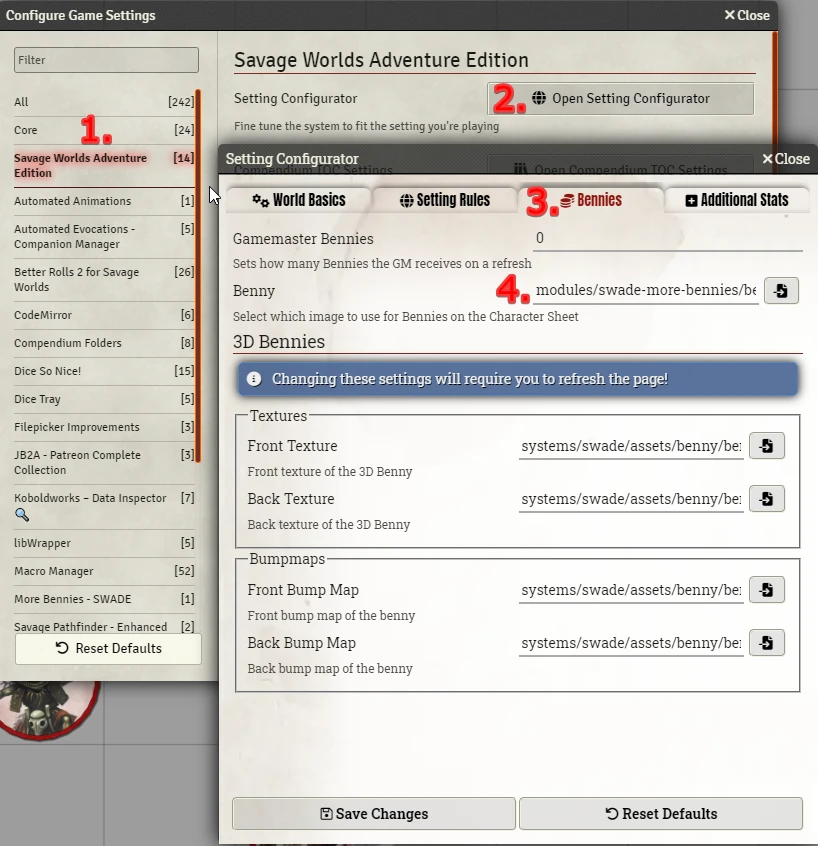 Configure Game Settings
Close
Filter
All [242]
Core [24]
1.
Savage Worlds Adventure [14]
Edition
Automated Animations [1]
Automated Evocations - [5]
Companion Manager
Better Rolls 2 for Savage [26]
Worlds
CodeMirror [6]
Compendium Folders [8]
Dice So Nice! [15]
Dice Tray [5]
Filepicker Improvements [3]
JB2A - Patreon Complete [3]
Collection
Koboldworks – Data Inspector [7]
libWrapper [5]
Macro Manager [52]
More Bennies - SWADE [1]
Savage Pathfinder - Enhanced [2]
Reset Defaults
Savage Worlds Adventure Edition
Setting Configurator
2.
Open Setting Configurator
Fine tune the system to fit the setting you're playing
Compendium TOC Settings
Open Compendium TOC Settings
Setting Configurator
Close
World Basics
Setting Rules
3.
Bennies
Additional Stats
Gamemaster Bennies 0
Sets how many Bennies the GM receives on a refresh
Benny
4.
modules/swade-more-bennies/be
Select which image to use for Bennies on the Character Sheet
3D Bennies
Changing these settings will require you to refresh the page!
Textures
Front Texture systems/swade/assets/benny/be
Front texture of the 3D Benny
Back Texture systems/swade/assets/benny/be
Back texture of the 3D Benny
Bumpmaps
Front Bump Map systems/swade/assets/benny/be
Front bump map of the benny
Back Bump Map systems/swade/assets/benny/be
Back bump map of the benny
Save Changes
Reset Defaults